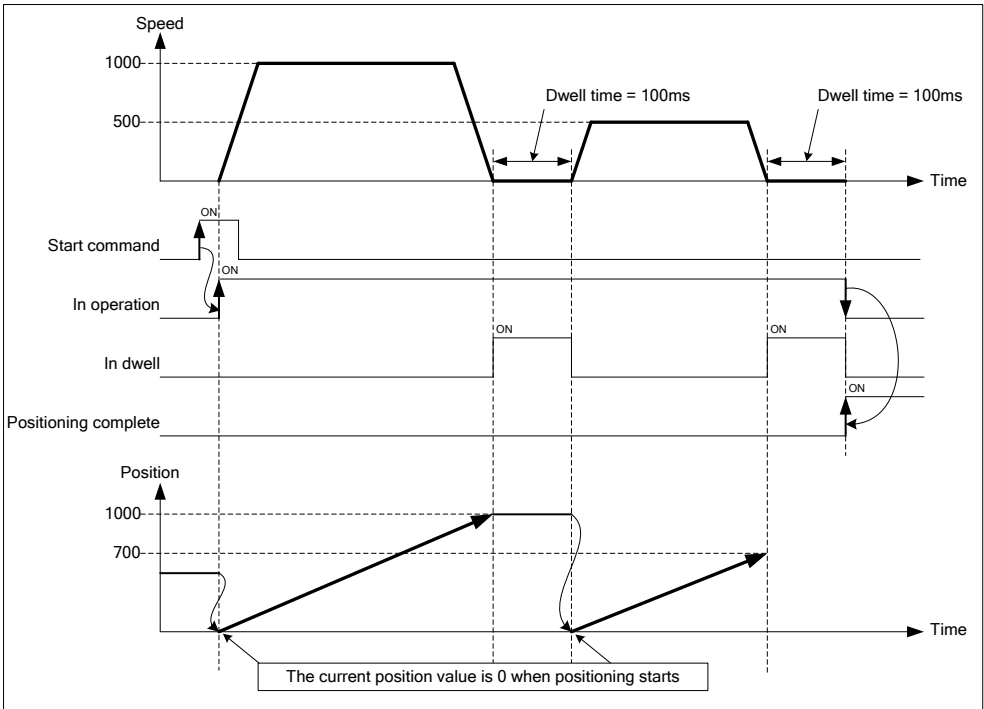 Speed
1000
Dwell time = 100ms
Dwell time = 100ms
500
Time
ON
Start command
ON
In operation
ON
ON
In dwell
ON
Positioning complete
Position
1000
700
Time
The current position value is 0 when positioning starts